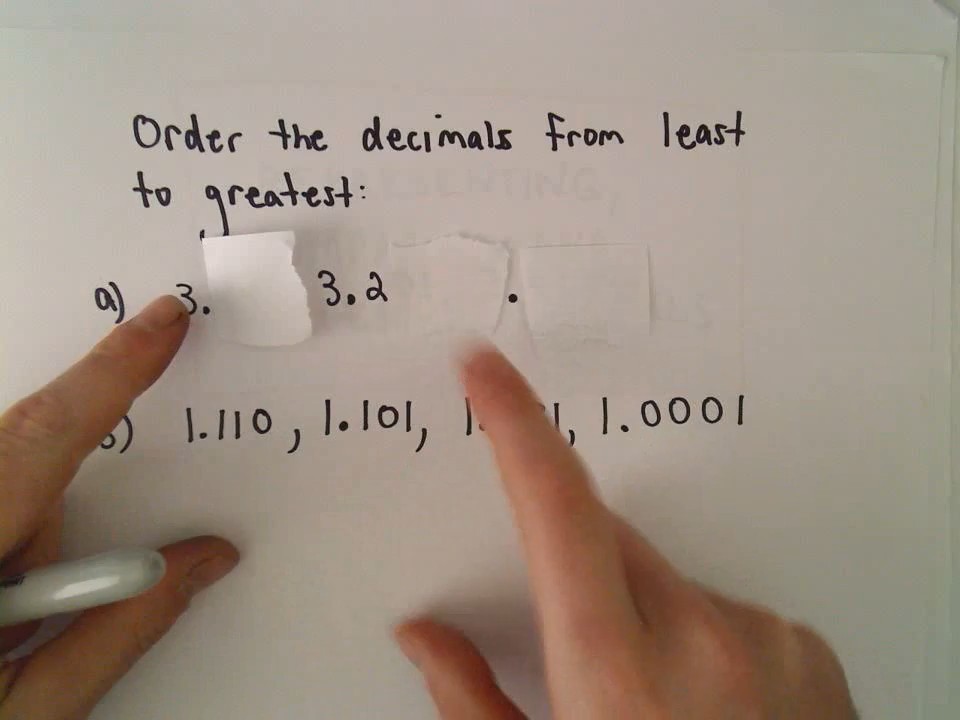 Order the decimals from least
to greatest:
a) 3. 3.2 .
1.110, 1.101, 1.0001